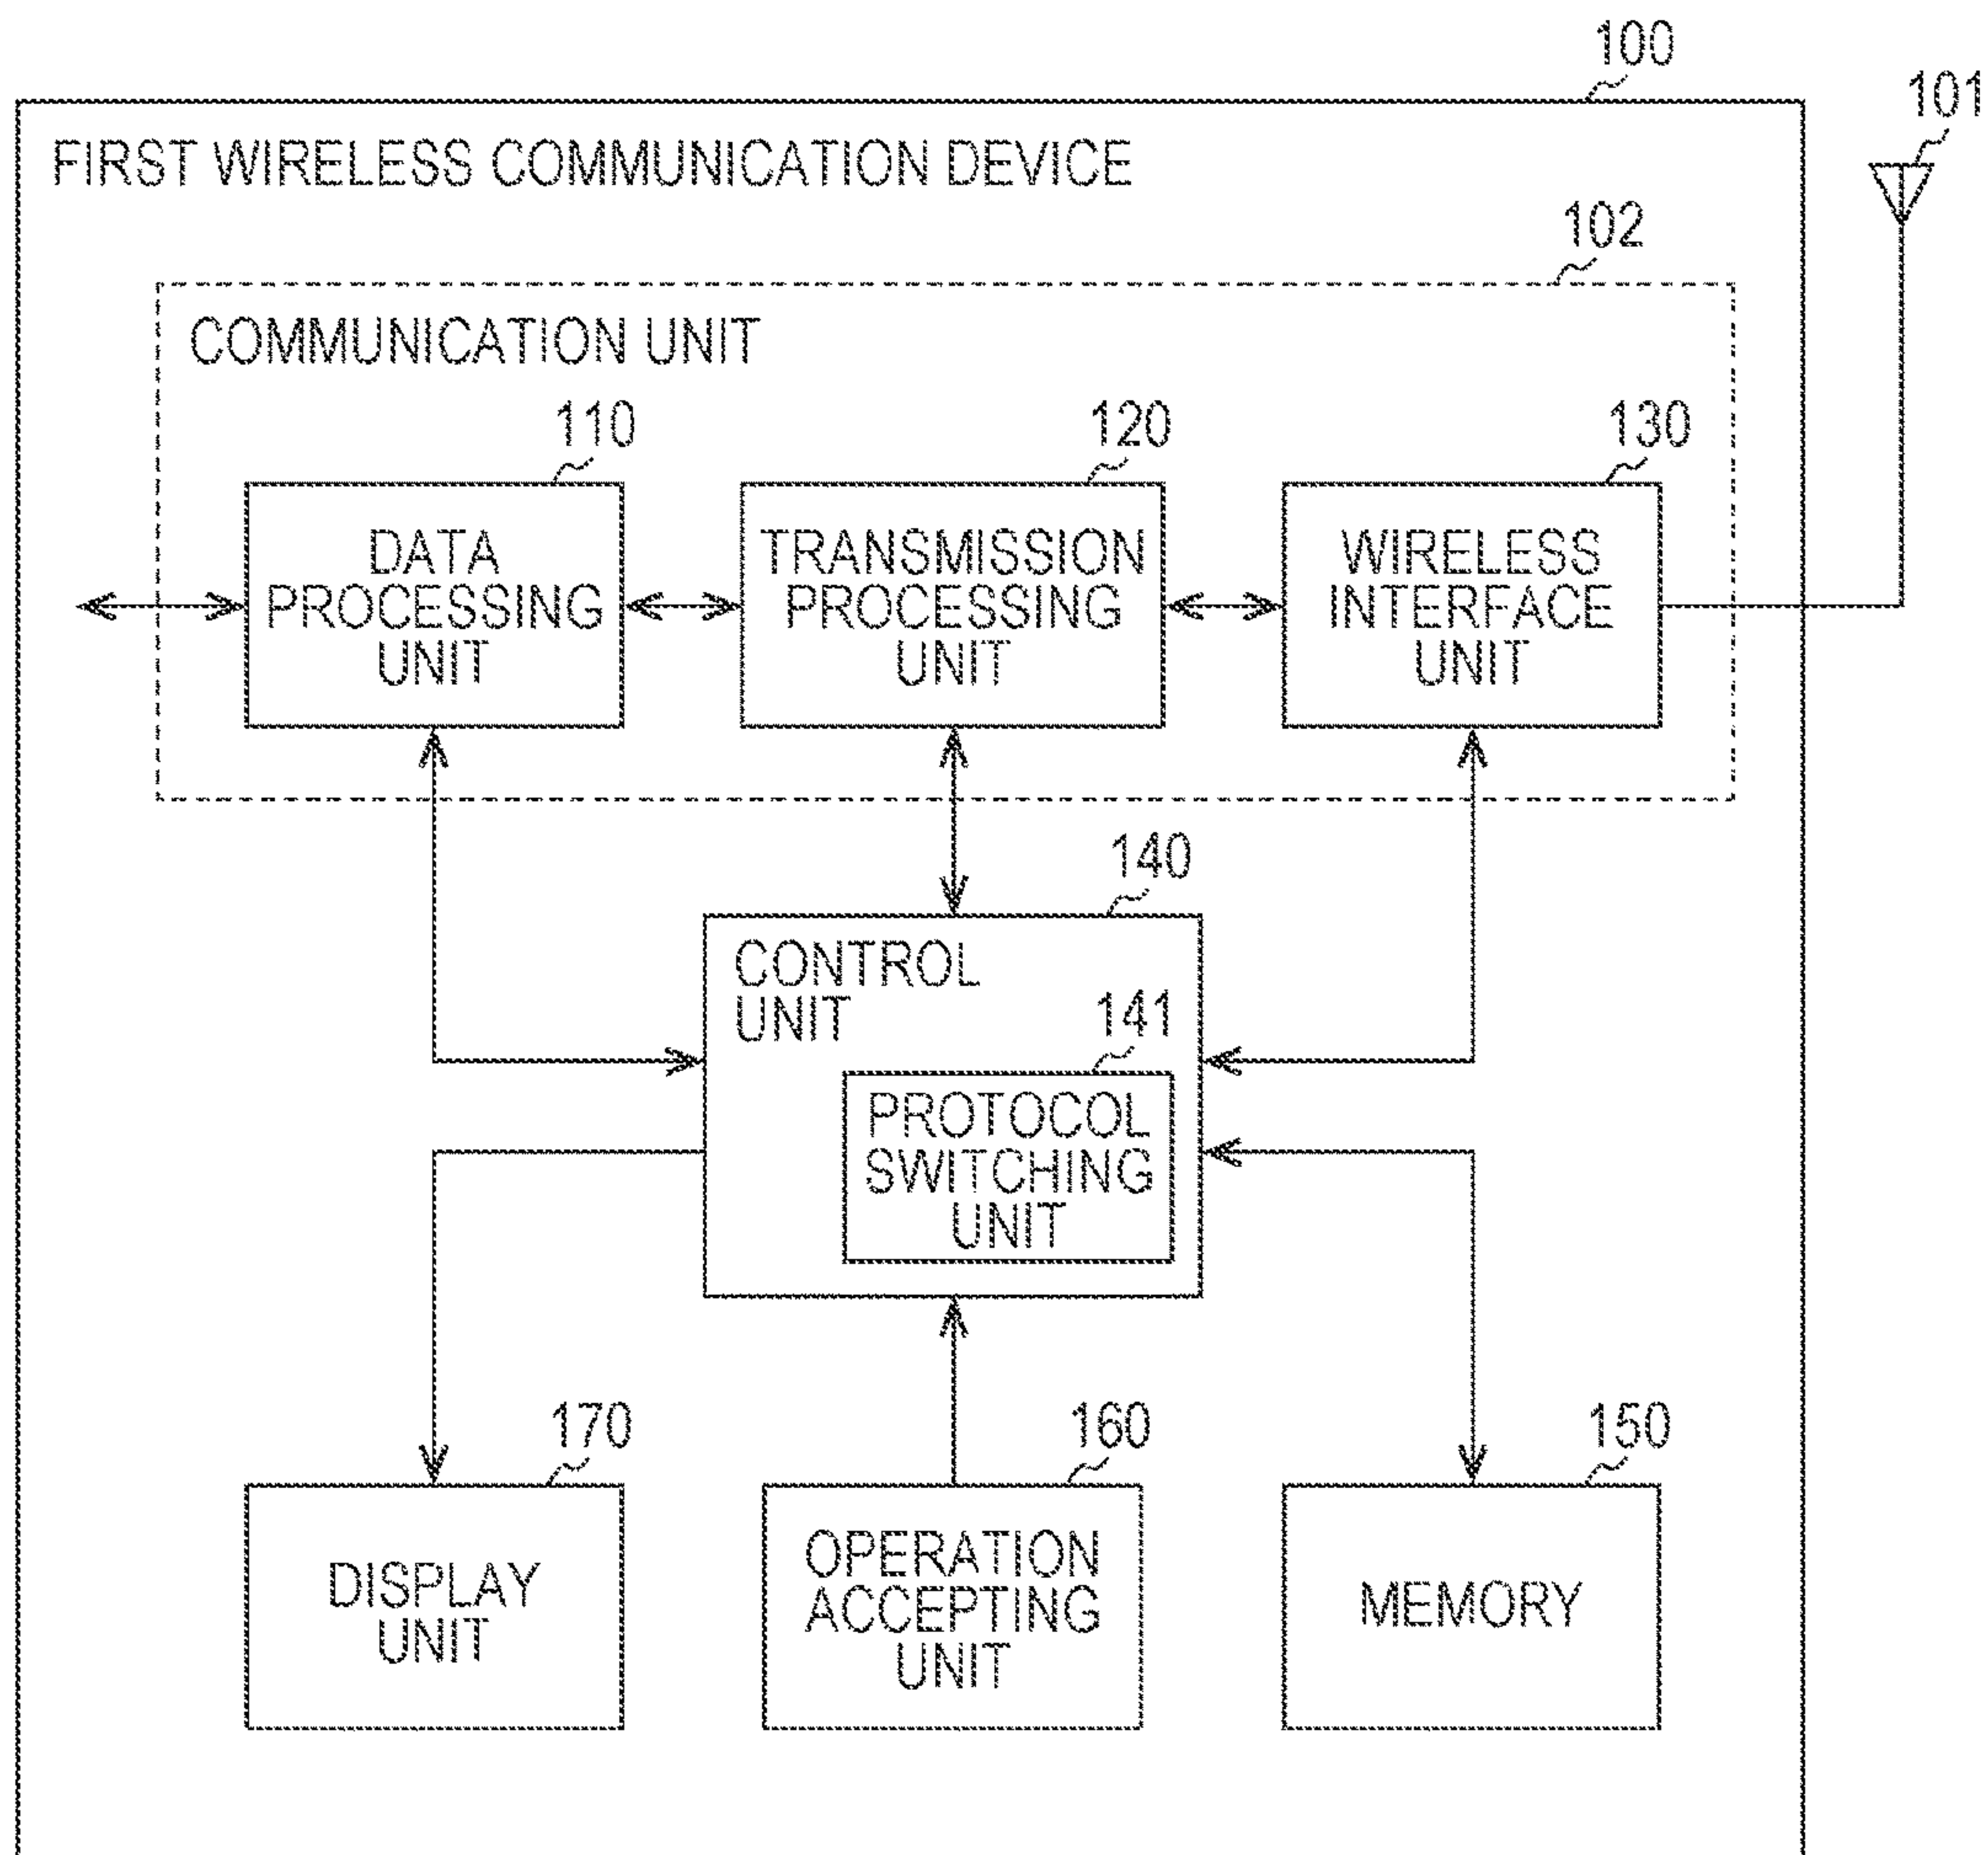 100
101
FIRST WIRELESS COMMUNICATION DEVICE
102
COMMUNICATION UNIT
110
120
130
DATA
PROCESSING
UNIT
TRANSMISSION
PROCESSING
UNIT
WIRELESS
INTERFACE
UNIT
140
CONTROL
UNIT
141
PROTOCOL
SWITCHING
UNIT
170
160
150
DISPLAY
UNIT
OPERATION
ACCEPTING
UNIT
MEMORY